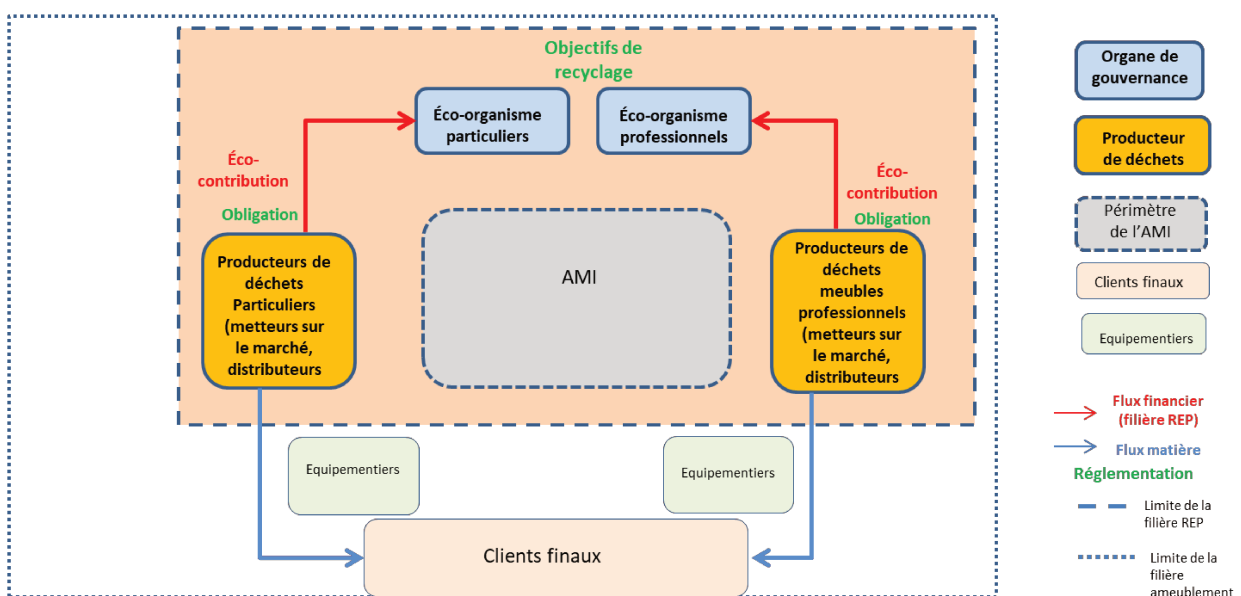 Objectifs de
recyclage
Éco-organisme
particuliers
Éco-organisme
professionnels
Éco-
contribution
Obligation
Éco-
contribution
Obligation
Producteurs de
déchets
Particuliers
(metteurs sur
le marché,
distributeurs
AMI
Producteurs de
déchets
meubles
professionnels
(metteurs sur
le marché,
distributeurs
Equipementiers
Equipementiers
Clients finaux
Organe de
gouvernance
Producteur
de déchets
Périmètre
de l’AMI
Clients finaux
Equipementiers
Flux financier
(filière REP)
Flux matière
Réglementation
Limite de la
filière REP
Limite de la
filière
ameublement